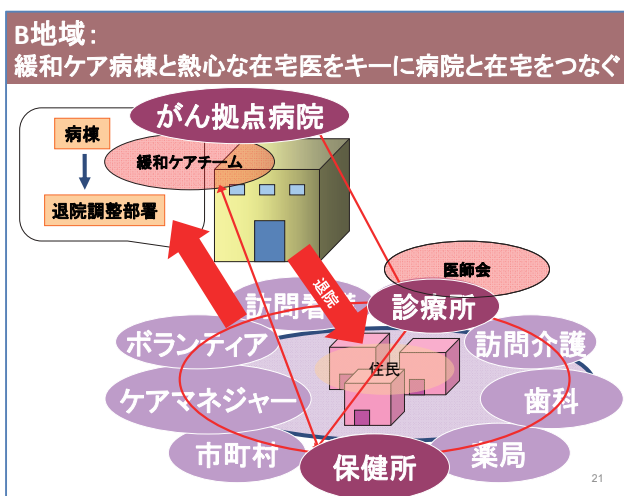 B地域：
緩和ケア病棟と熱心な在宅医をキーに病院と在宅をつなぐ
がん拠点病院
病棟
緩和ケアチーム
退院調整部署
医師会
退院
訪問看護
診療所
ボランティア
訪問介護
住民
ケアマネジャー
歯科
市町村
保健所
薬局
21